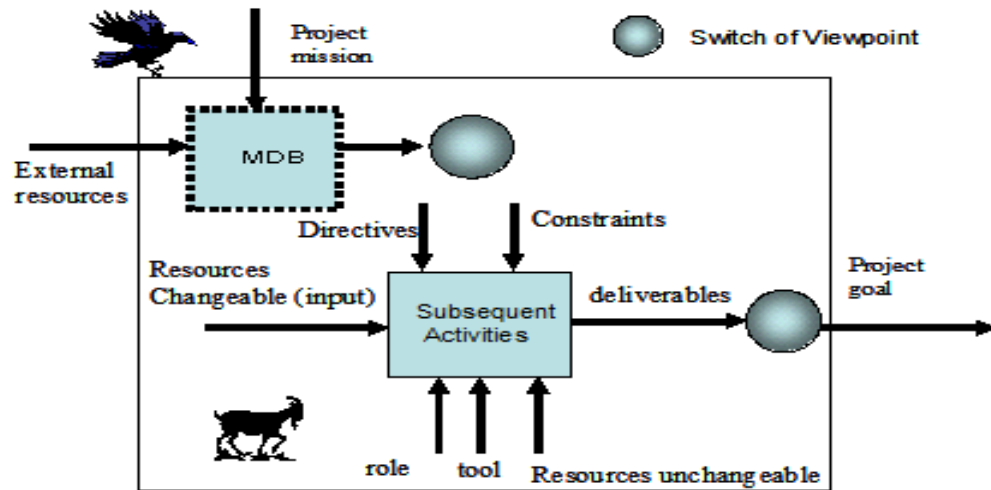 Project
mission
Switch of Viewpoint
MDB
External
resources
Directives
Constraints
Resources
Changeable (input)
Subsequent
Activities
deliverables
Project
goal
role
tool
Resources unchangeable